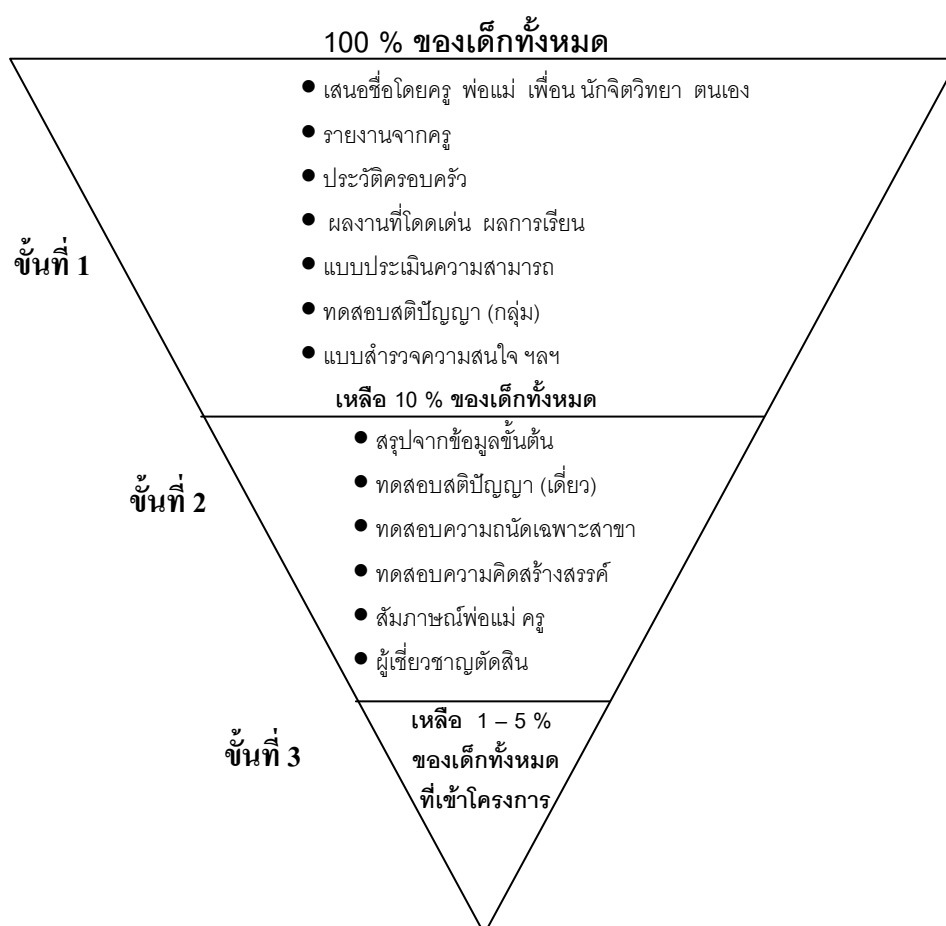 100 % ของเด็กทั้งหมด
● เสนอชื่อโดยครู พ่อแม่ เพื่อน นักจิตวิทยา ตนเอง
● รายงานจากครู
● ประวัติครอบครัว
● ผลงานที่โดดเด่น ผลการเรียน
ขั้นที่ 1
● แบบประเมินความสามารถ
● ทดสอบสติปัญญา (กลุ่ม)
● แบบสำรวจความสนใจ ฯลฯ
เหลือ 10 % ของเด็กทั้งหมด
● สรุปจากข้อมูลขั้นต้น
● ทดสอบสติปัญญา (เดี่ยว)
ขั้นที่ 2
● ทดสอบความถนัดเฉพาะสาขา
● ทดสอบความคิดสร้างสรรค์
● สัมภาษณ์พ่อแม่ ครู
● ผู้เชี่ยวชาญตัดสิน
เหลือ 1 – 5 %
ขั้นที่ 3
ของเด็กทั้งหมด
ที่เข้าโครงการ